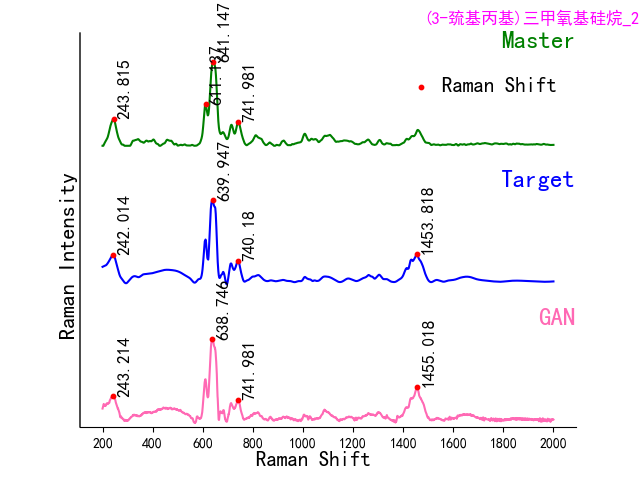 (3-巯基丙基)三甲氧基硅烷_2
Master
Raman Shift
243.815
611.137
641.147
741.981
Target
242.014
639.947
740.18
1453.818
GAN
243.214
638.746
741.981
1455.018
Raman Intensity
200 400 600 800 1000 1200 1400 1600 1800 2000
Raman Shift